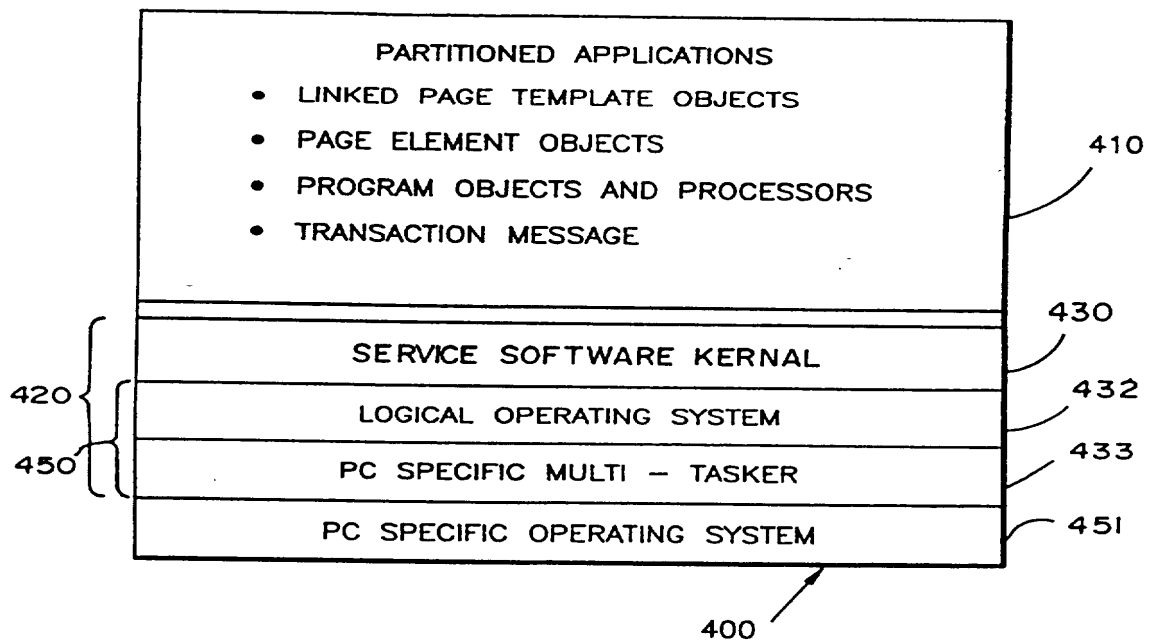 PARTITIONED APPLICATIONS
• LINKED PAGE TEMPLATE OBJECTS
• PAGE ELEMENT OBJECTS
• PROGRAM OBJECTS AND PROCESSORS
• TRANSACTION MESSAGE
410
430
SERVICE SOFTWARE KERNAL
420
432
LOGICAL OPERATING SYSTEM
450
433
PC SPECIFIC MULTI – TASKER
451
PC SPECIFIC OPERATING SYSTEM
400